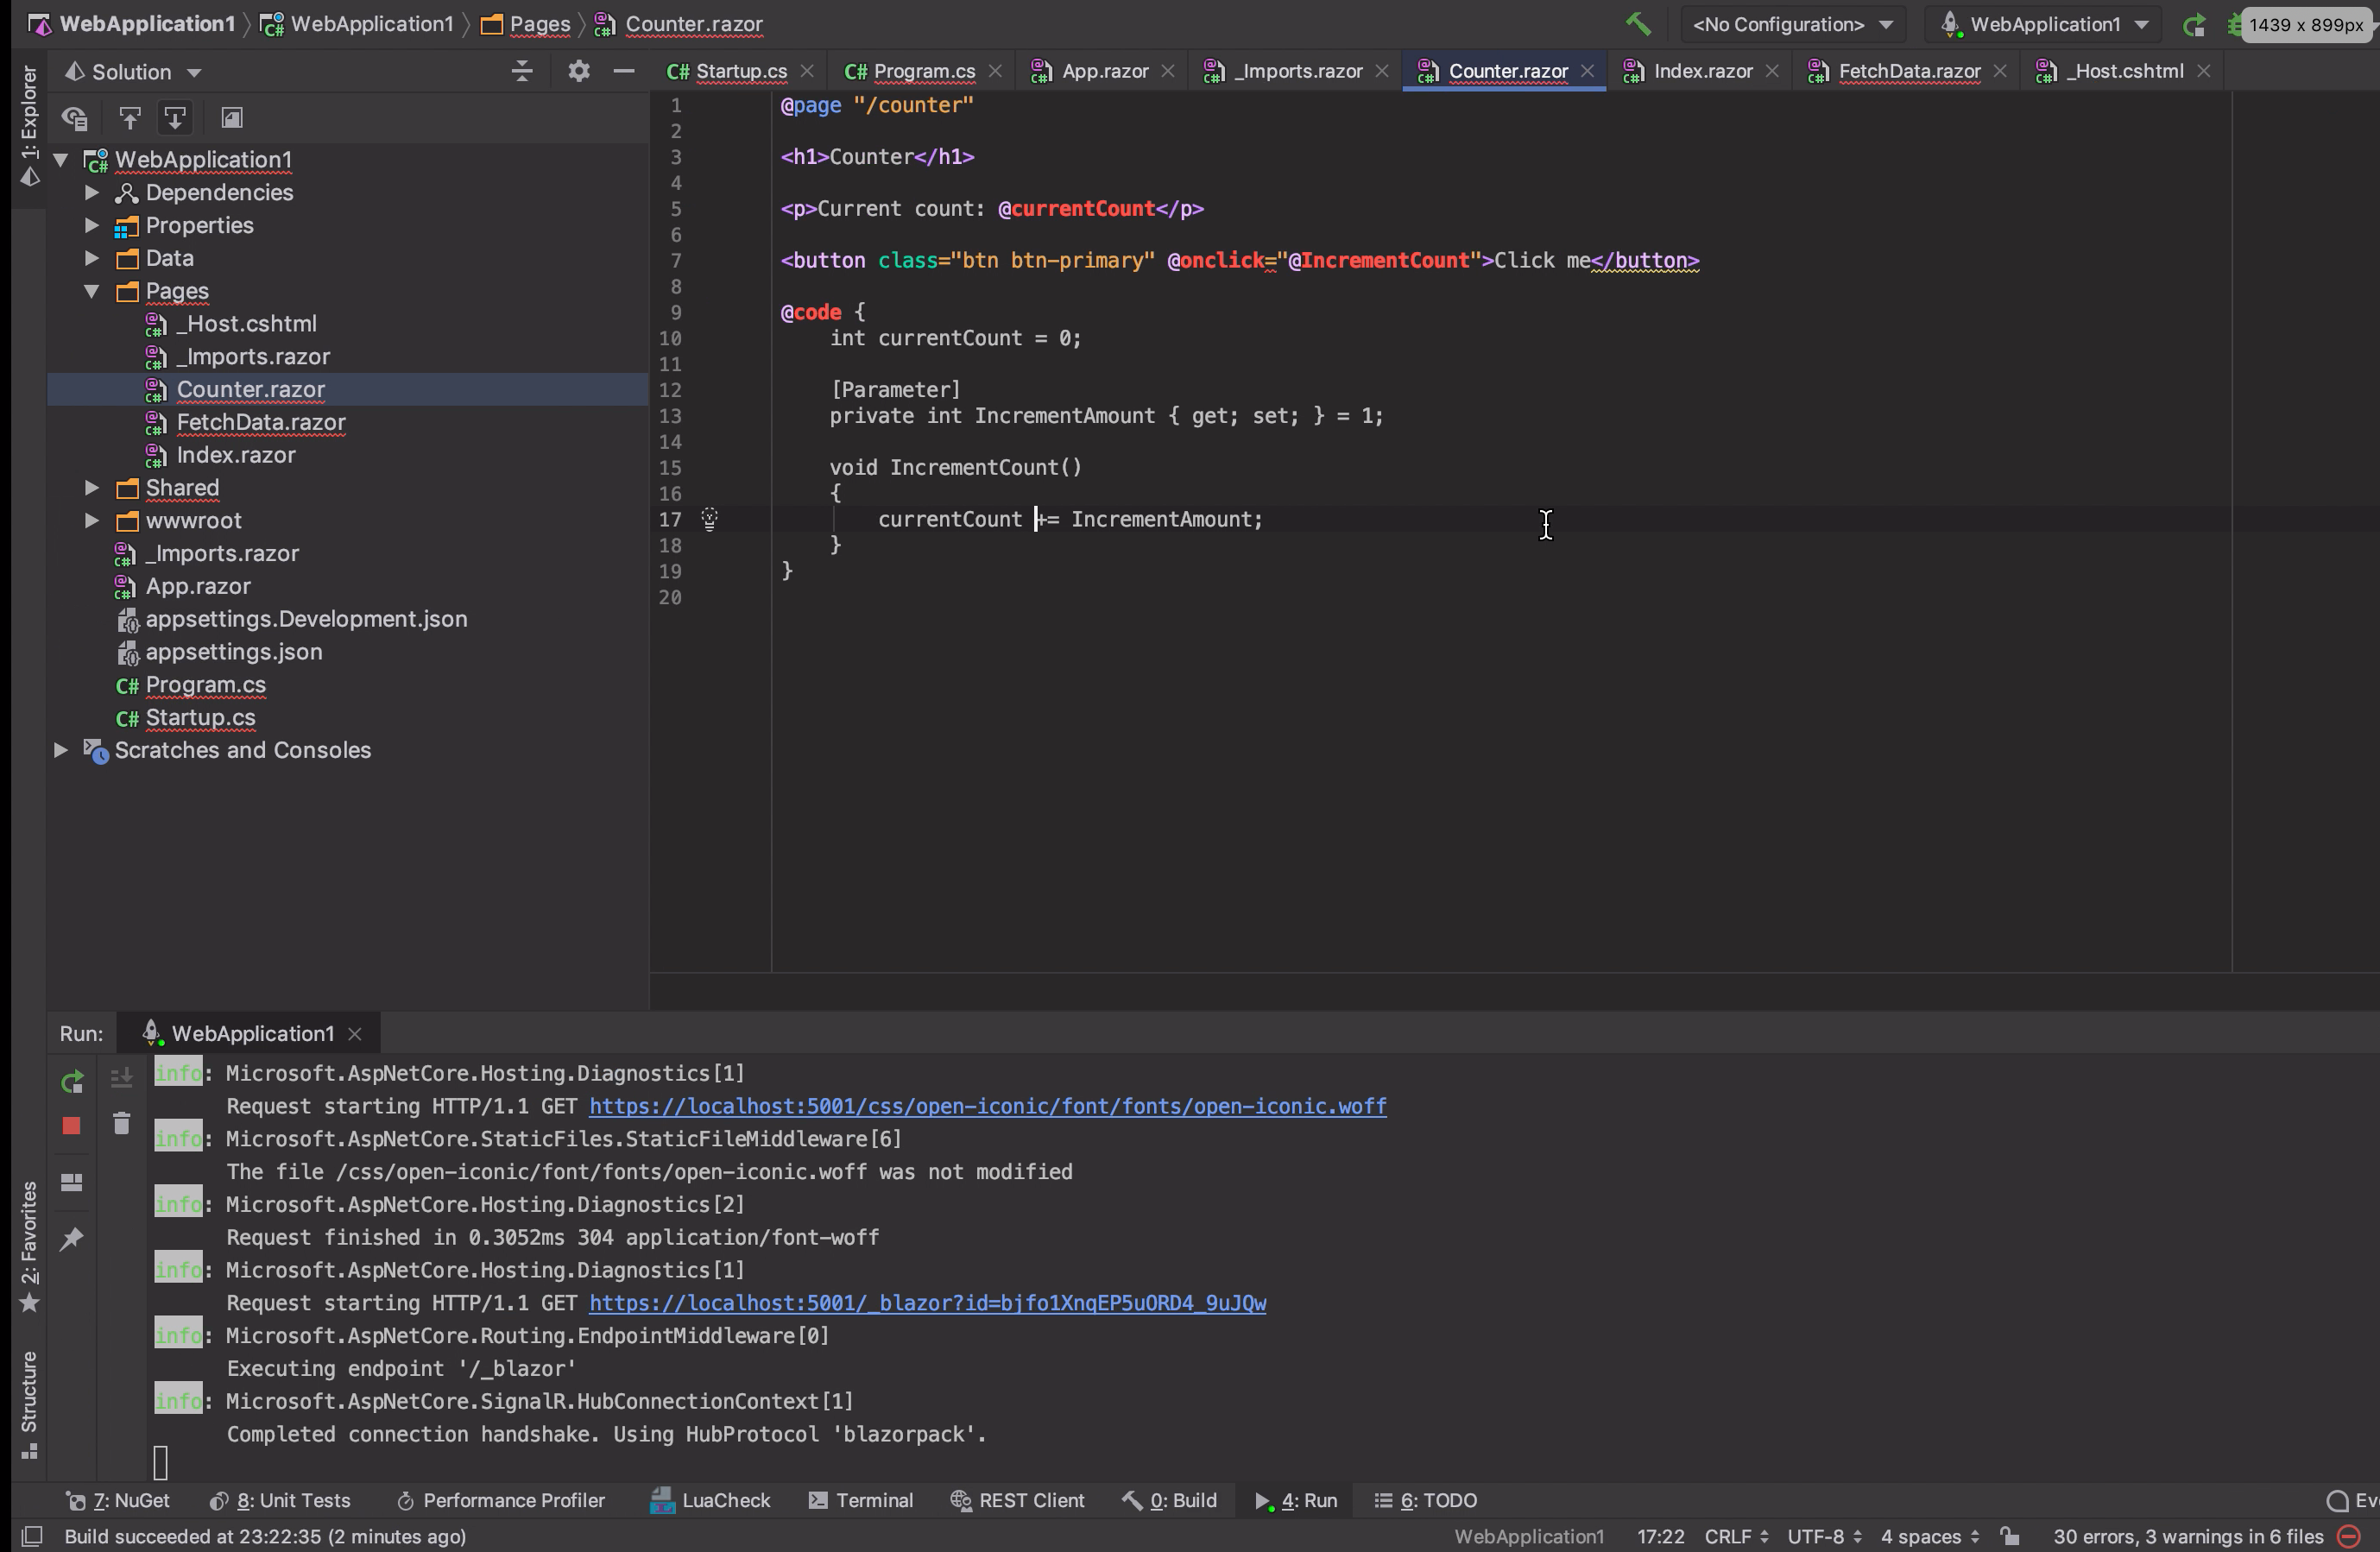 WebApplication1 WebApplication1 Pages Counter.razor <No Configuration> WebApplication1 1439 x 899px
1: Explorer
Solution
Startup.cs Program.cs App.razor _Imports.razor Counter.razor Index.razor FetchData.razor _Host.cshtml
WebApplication1
Dependencies
Properties
Data
Pages
_Host.cshtml
_Imports.razor
Counter.razor
FetchData.razor
Index.razor
Shared
wwwroot
_Imports.razor
App.razor
appsettings.Development.json
appsettings.json
C# Program.cs
C# Startup.cs
Scratches and Consoles
1 @page "/counter"
2
3 <h1>Counter</h1>
4
5 <p>Current count: @currentCount</p>
6
7 <button class="btn btn-primary" @onclick="@IncrementCount">Click me</button>
8
9 @code {
10 int currentCount = 0;
11
12 [Parameter]
13 private int IncrementAmount { get; set; } = 1;
14
15 void IncrementCount()
16 {
17 currentCount += IncrementAmount;
18 }
19 }
20
Run: WebApplication1
info: Microsoft.AspNetCore.Hosting.Diagnostics[1]
Request starting HTTP/1.1 GET https://localhost:5001/css/open-iconic/font/fonts/open-iconic.woff
info: Microsoft.AspNetCore.StaticFiles.StaticFileMiddleware[6]
The file /css/open-iconic/font/fonts/open-iconic.woff was not modified
info: Microsoft.AspNetCore.Hosting.Diagnostics[2]
Request finished in 0.3052ms 304 application/font-woff
info: Microsoft.AspNetCore.Hosting.Diagnostics[1]
Request starting HTTP/1.1 GET https://localhost:5001/_blazor?id=bjfo1XnqEP5uORD4_9uJQw
info: Microsoft.AspNetCore.Routing.EndpointMiddleware[0]
Executing endpoint '/_blazor'
info: Microsoft.AspNetCore.SignalR.HubConnectionContext[1]
Completed connection handshake. Using HubProtocol 'blazorpack'.
2: Favorites
Structure
7: NuGet 8: Unit Tests Performance Profiler LuaCheck Terminal REST Client 0: Build 4: Run 6: TODO Eve
Build succeeded at 23:22:35 (2 minutes ago) WebApplication1 17:22 CRLF UTF-8 4 spaces 30 errors, 3 warnings in 6 files